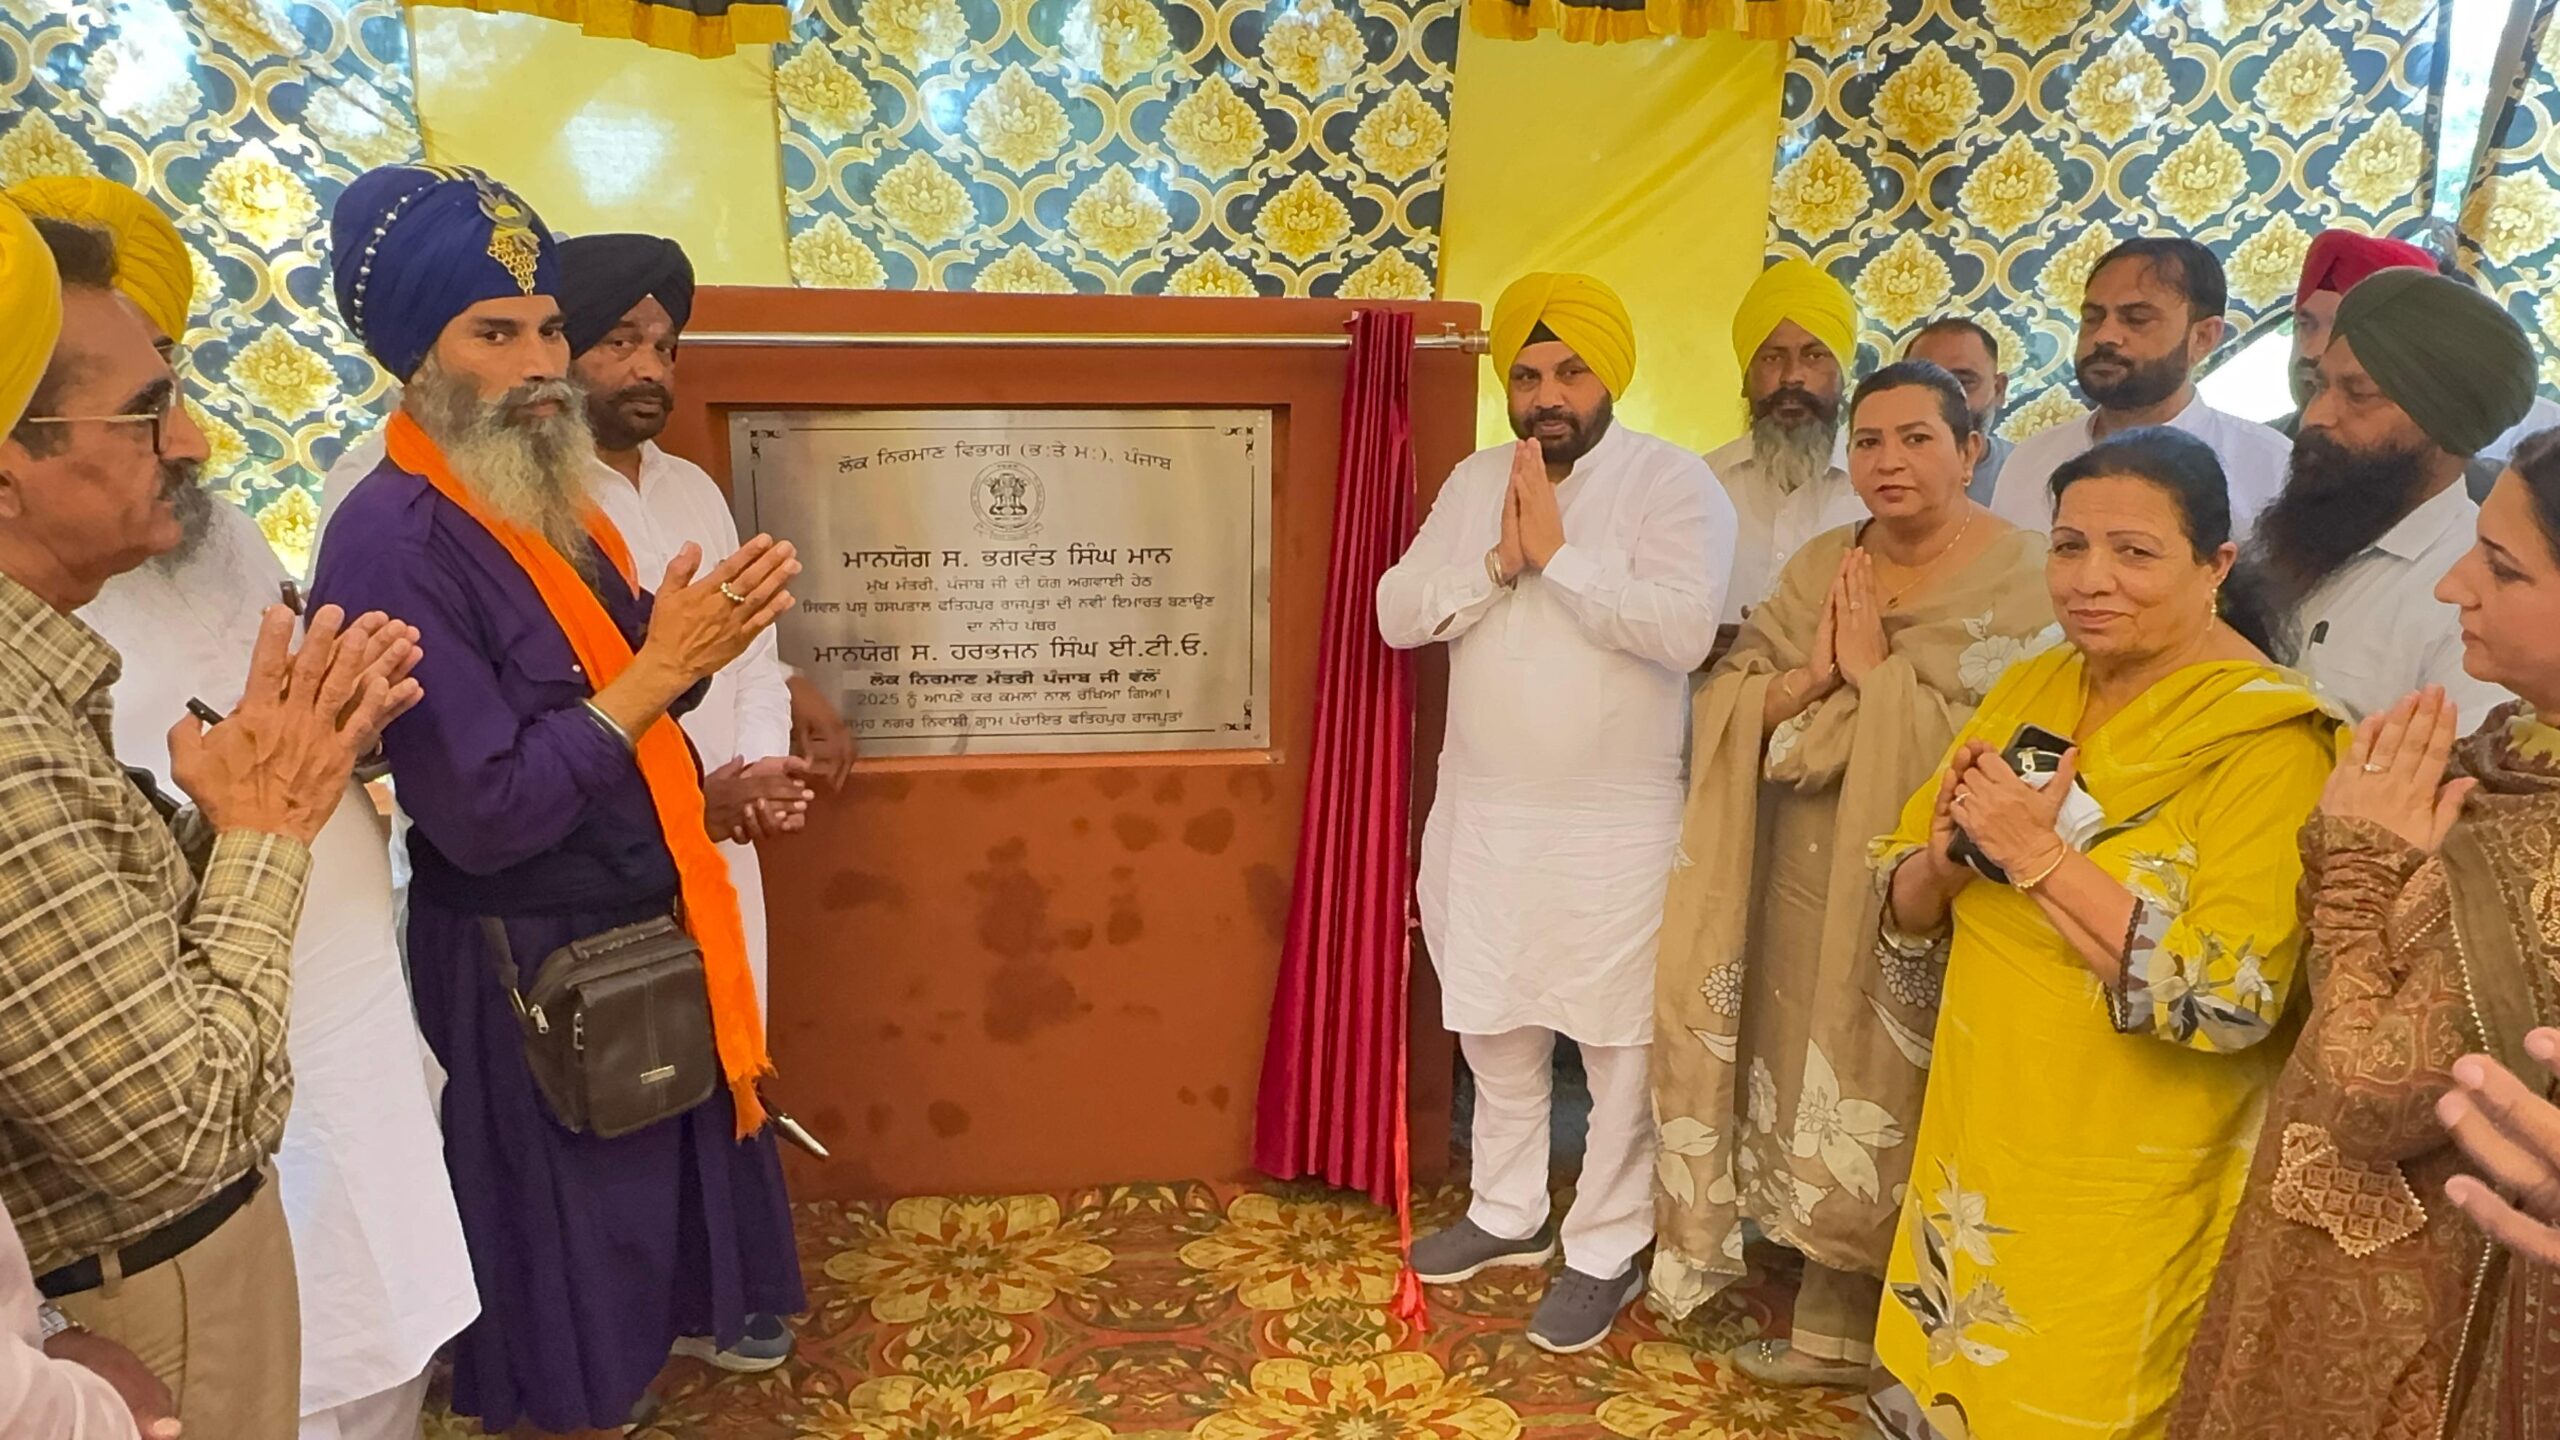 ਲੋਕ ਨਿਰਮਾਣ ਵਿਭਾਗ (ਭ:ਤੇ ਮ:), ਪੰਜਾਬ
ਮਾਨਯੋਗ ਸ. ਭਗਵੰਤ ਸਿੰਘ ਮਾਨ
ਮੁੱਖ ਮੰਤਰੀ, ਪੰਜਾਬ ਜੀ ਦੀ ਯੋਗ ਅਗਵਾਈ ਹੇਠ
ਸਿਵਲ ਪਸ਼ੂ ਹਸਪਤਾਲ ਫਤਿਹਪੁਰ ਰਾਜਪੂਤਾਂ ਦੀ ਨਵੀਂ ਇਮਾਰਤ ਬਣਾਉਣ
ਦਾ ਨੀਂਹ ਪੱਥਰ
ਮਾਨਯੋਗ ਸ. ਹਰਭਜਨ ਸਿੰਘ ਈ.ਟੀ.ਓ.
ਲੋਕ ਨਿਰਮਾਣ ਮੰਤਰੀ ਪੰਜਾਬ ਜੀ ਵੱਲੋਂ
2025 ਨੂੰ ਆਪਣੇ ਕਰ ਕਮਲਾਂ ਨਾਲ ਰੱਖਿਆ ਗਿਆ।
ਨਗਰ ਨਿਵਾਸੀ ਗ੍ਰਾਮ ਪੰਚਾਇਤ ਫਤਿਹਪੁਰ ਰਾਜਪੂਤਾਂ